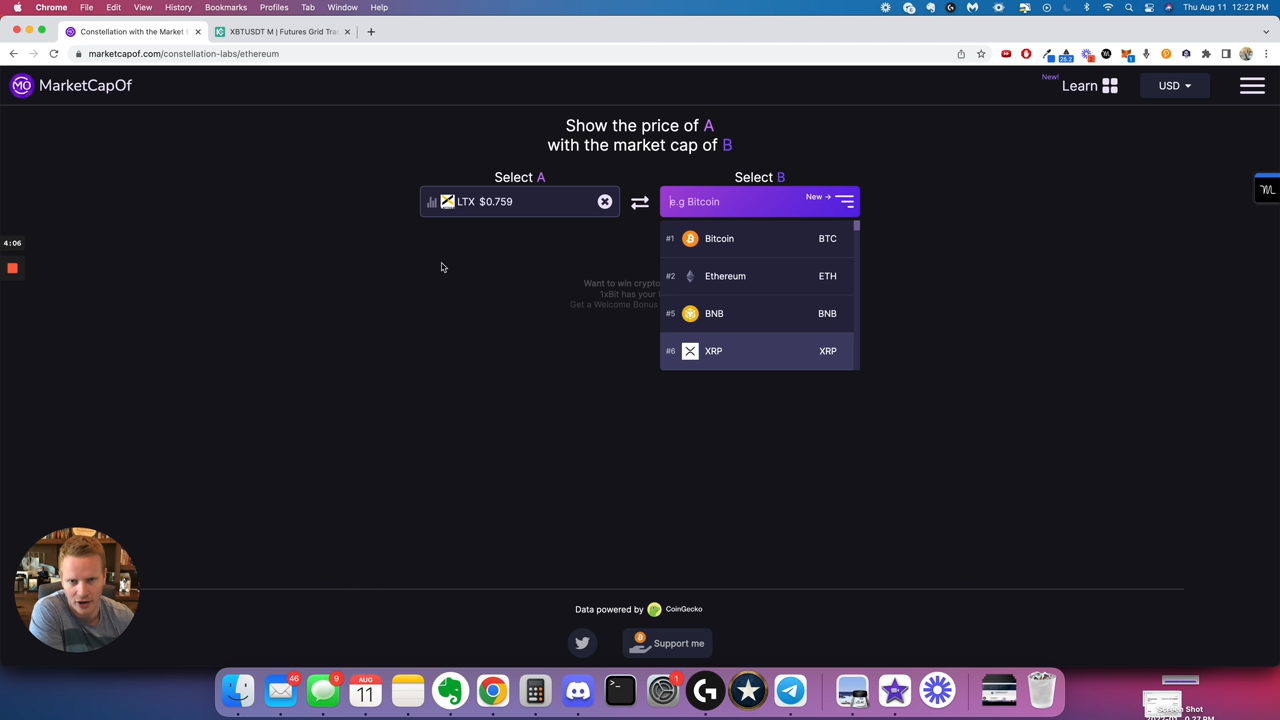 Chrome File Edit View History Bookmarks Profiles Tab Window Help Thu Aug 11 12:22 PM
Constellation with the Market C XBTUSDT M | Futures Grid Tra
marketcapof.com/constellation-labs/ethereum
MarketCapOf
New!
Learn
USD
Show the price of A
with the market cap of B
Select A Select B
LTX $0.759
e.g Bitcoin New →
4:06
#1 Bitcoin BTC
#2 Ethereum ETH
#5 BNB BNB
#6 XRP XRP
Want to win crypto
1xBit has your
Get a Welcome Bonus
Data powered by CoinGecko
Support me
46
9
AUG
11
1
Screen Shot